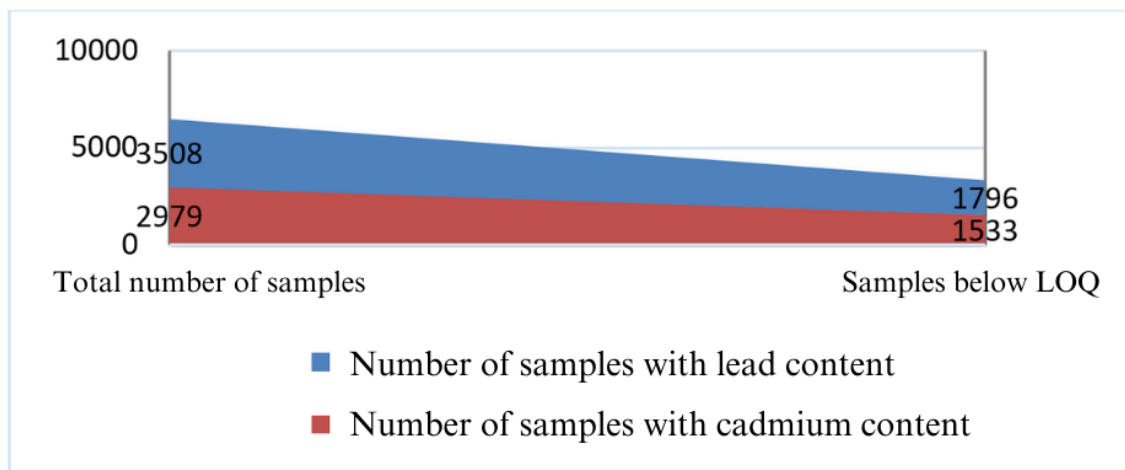 10000
5000
3508
2979
0
1796
1533
Total number of samples
Samples below LOQ
Number of samples with lead content
Number of samples with cadmium content